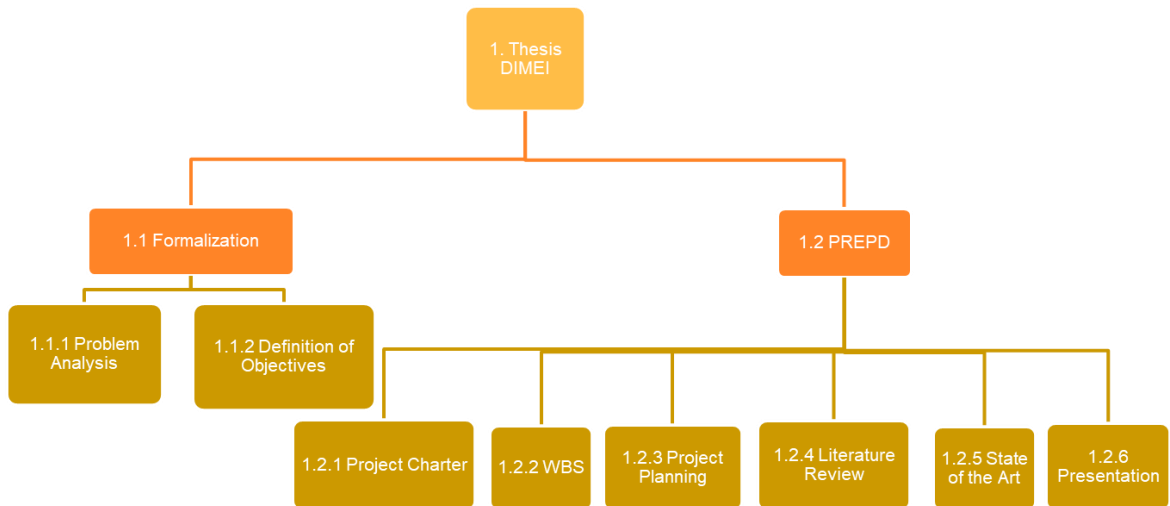 1. Thesis
DIMEI
1.1 Formalization
1.2 PREPD
1.1.1 Problem
Analysis
1.1.2 Definition of
Objectives
1.2.1 Project Charter
1.2.2 WBS
1.2.3 Project
Planning
1.2.4 Literature
Review
1.2.5 State
of the Art
1.2.6
Presentation